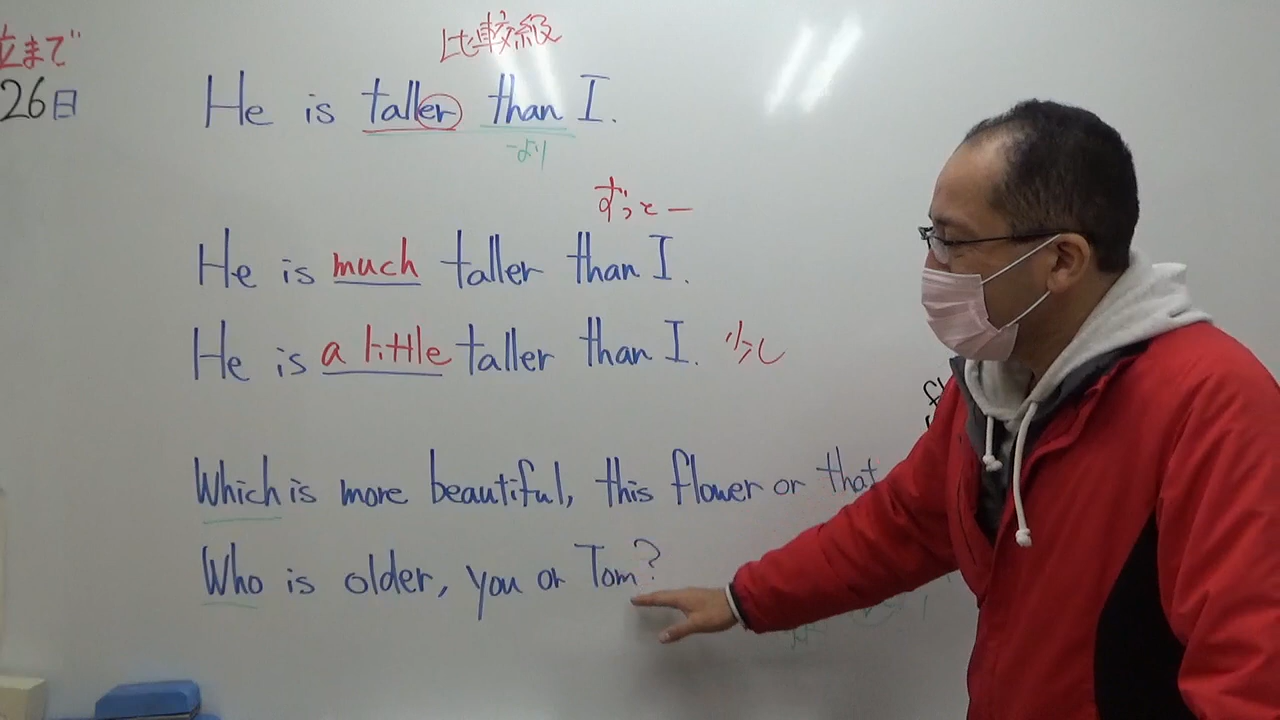 比較級
立まで
26日
He is taller than I.
~より
ずっと~
He is much taller than I.
He is a little taller than I. 少し
Which is more beautiful, this flower or that
Who is older, you or Tom?